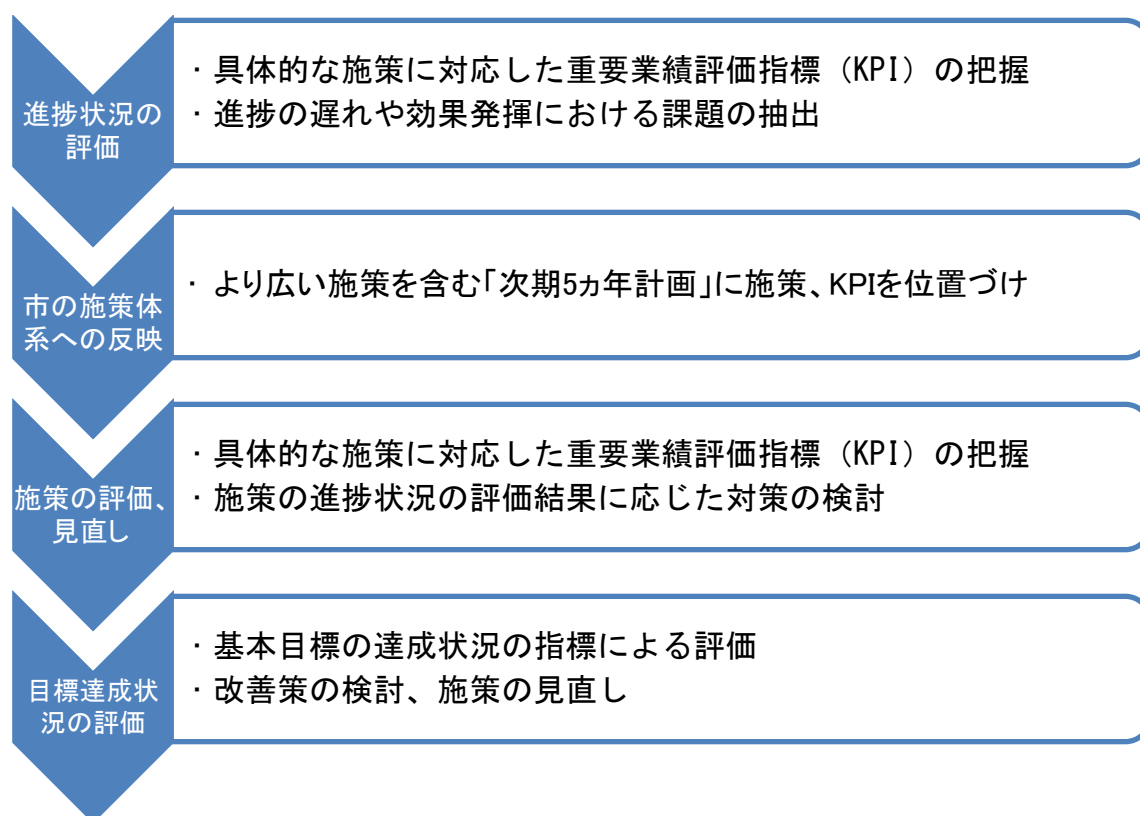 進捗状況の
評価
・具体的な施策に対応した重要業績評価指標（KPI）の把握
・進捗の遅れや効果発揮における課題の抽出
市の施策体
系への反映
・より広い施策を含む「次期5ヵ年計画」に施策、KPIを位置づけ
施策の評価、
見直し
・具体的な施策に対応した重要業績評価指標（KPI）の把握
・施策の進捗状況の評価結果に応じた対策の検討
目標達成状
況の評価
・基本目標の達成状況の指標による評価
・改善策の検討、施策の見直し